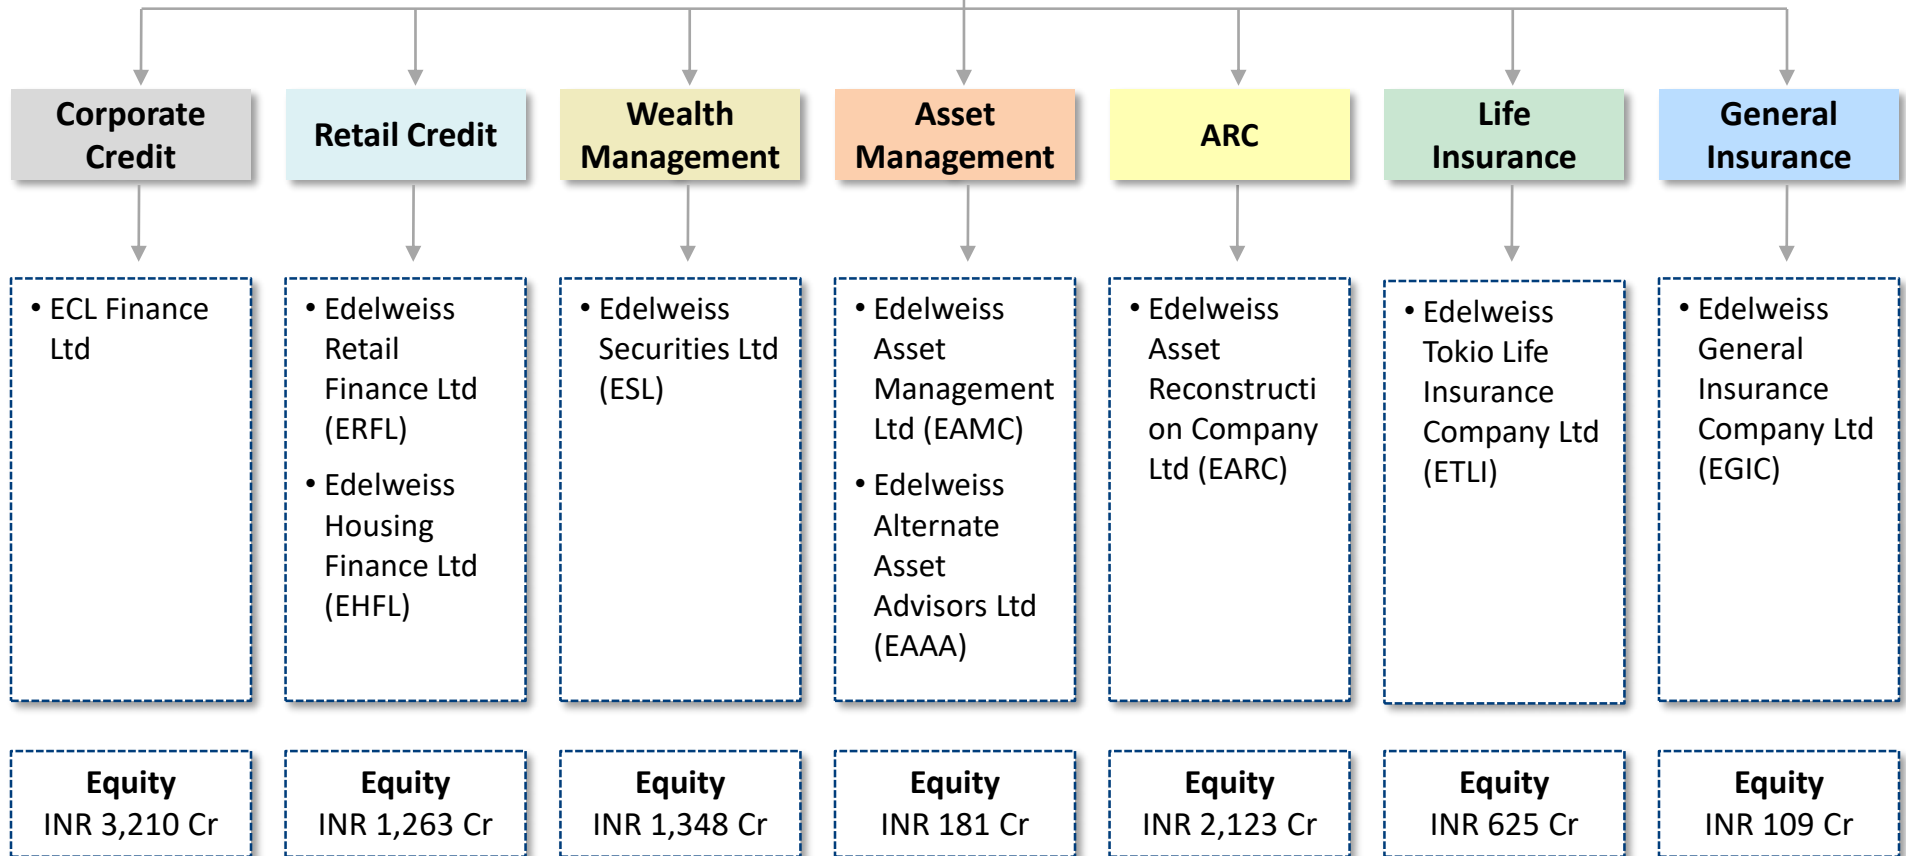 Corporate
Credit
Retail Credit
Wealth
Management
Asset
Management
ARC
Life
Insurance
General
Insurance
• ECL Finance
Ltd
• Edelweiss
Retail
Finance Ltd
(ERFL)
• Edelweiss
Housing
Finance Ltd
(EHFL)
• Edelweiss
Securities Ltd
(ESL)
• Edelweiss
Asset
Management
Ltd (EAMC)
• Edelweiss
Alternate
Asset
Advisors Ltd
(EAAA)
• Edelweiss
Asset
Reconstructi
on Company
Ltd (EARC)
• Edelweiss
Tokio Life
Insurance
Company Ltd
(ETLI)
• Edelweiss
General
Insurance
Company Ltd
(EGIC)
Equity
INR 3,210 Cr
Equity
INR 1,263 Cr
Equity
INR 1,348 Cr
Equity
INR 181 Cr
Equity
INR 2,123 Cr
Equity
INR 625 Cr
Equity
INR 109 Cr